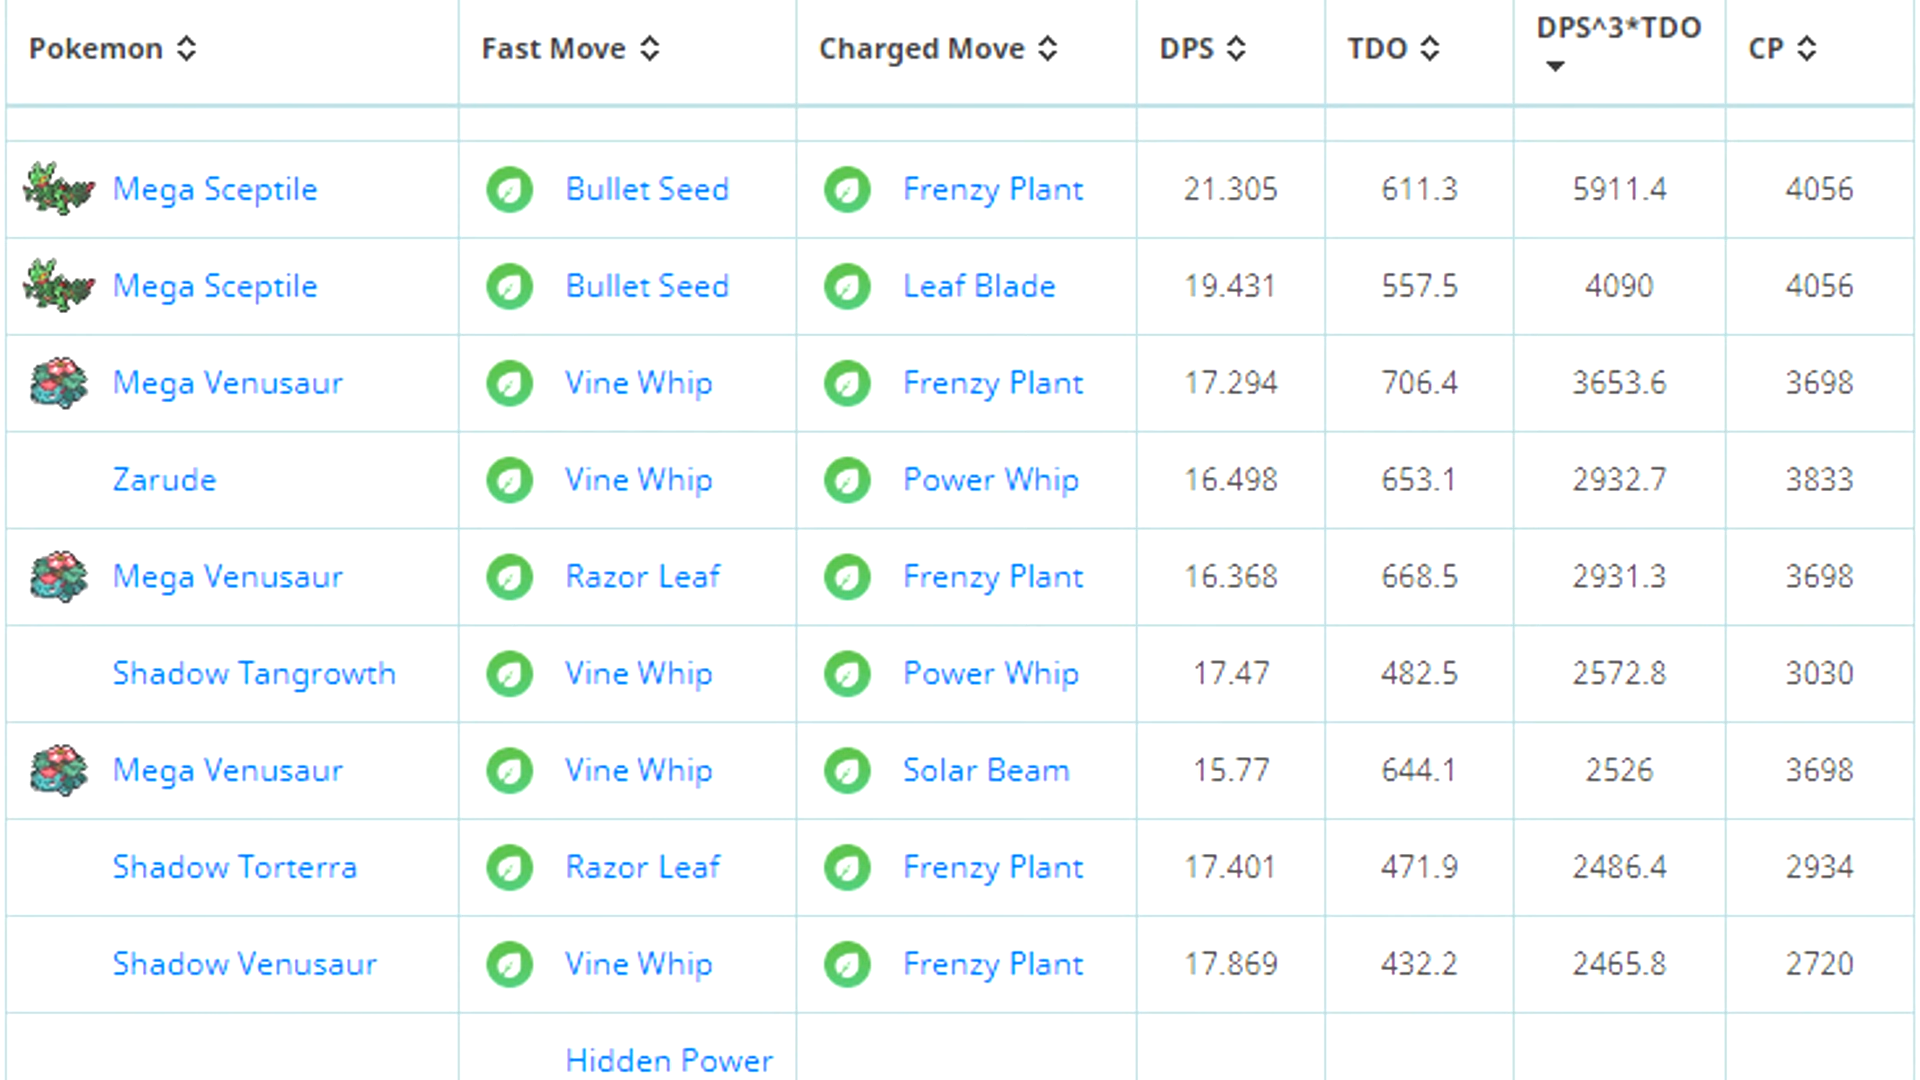 Pokemon Fast Move Charged Move DPS TDO DPS^3*TDO CP
Mega Sceptile Bullet Seed Frenzy Plant 21.305 611.3 5911.4 4056
Mega Sceptile Bullet Seed Leaf Blade 19.431 557.5 4090 4056
Mega Venusaur Vine Whip Frenzy Plant 17.294 706.4 3653.6 3698
Zarude Vine Whip Power Whip 16.498 653.1 2932.7 3833
Mega Venusaur Razor Leaf Frenzy Plant 16.368 668.5 2931.3 3698
Shadow Tangrowth Vine Whip Power Whip 17.47 482.5 2572.8 3030
Mega Venusaur Vine Whip Solar Beam 15.77 644.1 2526 3698
Shadow Torterra Razor Leaf Frenzy Plant 17.401 471.9 2486.4 2934
Shadow Venusaur Vine Whip Frenzy Plant 17.869 432.2 2465.8 2720
Hidden Power